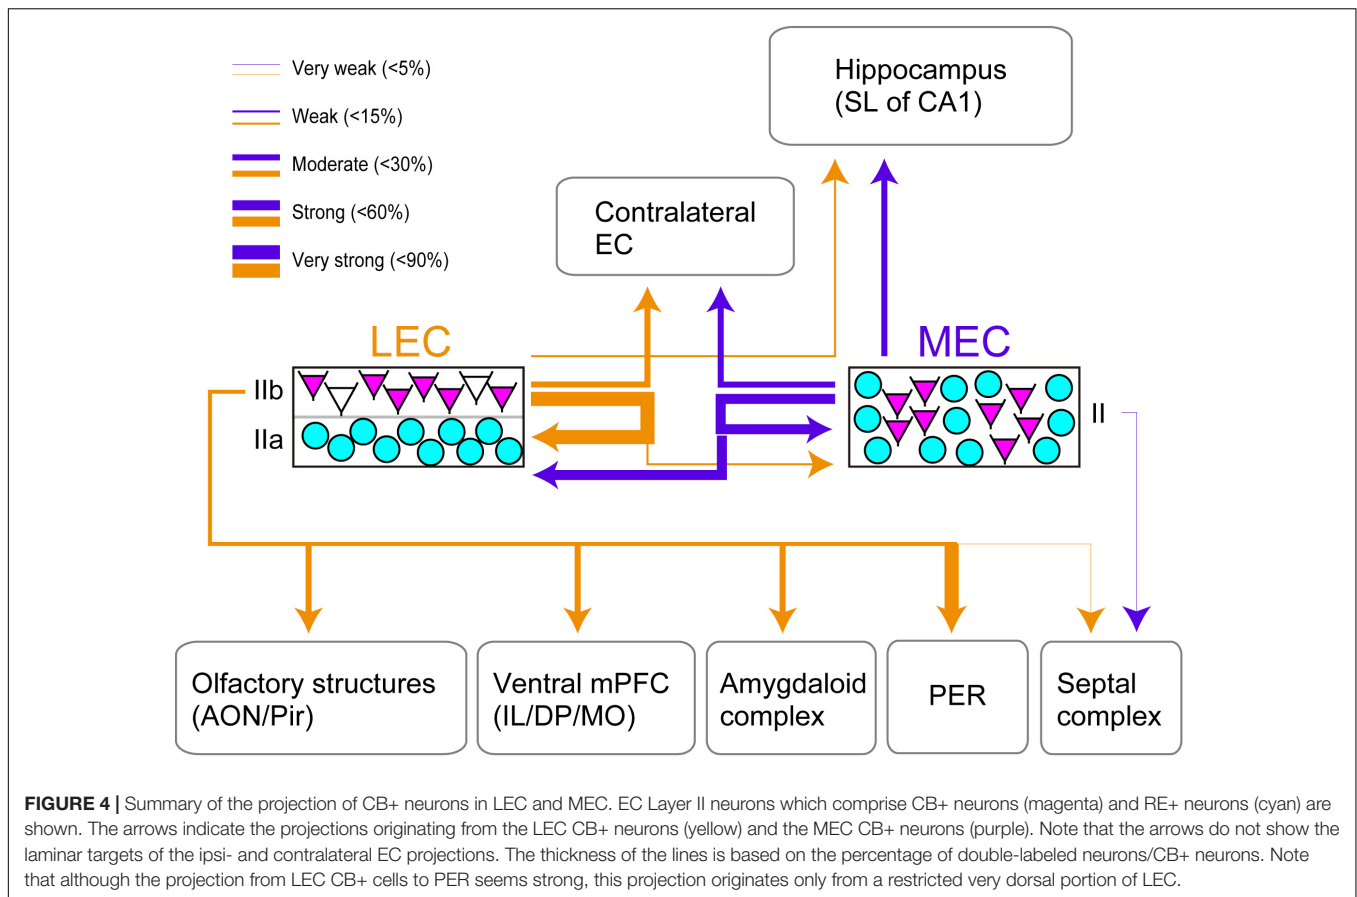 Very weak (<5%)
Weak (<15%)
Moderate (<30%)
Strong (<60%)
Very strong (<90%)
Hippocampus
(SL of CA1)
Contralateral
EC
LEC
MEC
IIb
IIa
II
Olfactory structures
(AON/Pir)
Ventral mPFC
(IL/DP/MO)
Amygdaloid
complex
PER
Septal
complex
FIGURE 4 | Summary of the projection of CB+ neurons in LEC and MEC. EC Layer II neurons which comprise CB+ neurons (magenta) and RE+ neurons (cyan) are
shown. The arrows indicate the projections originating from the LEC CB+ neurons (yellow) and the MEC CB+ neurons (purple). Note that the arrows do not show the
laminar targets of the ipsi- and contralateral EC projections. The thickness of the lines is based on the percentage of double-labeled neurons/CB+ neurons. Note
that although the projection from LEC CB+ cells to PER seems strong, this projection originates only from a restricted very dorsal portion of LEC.